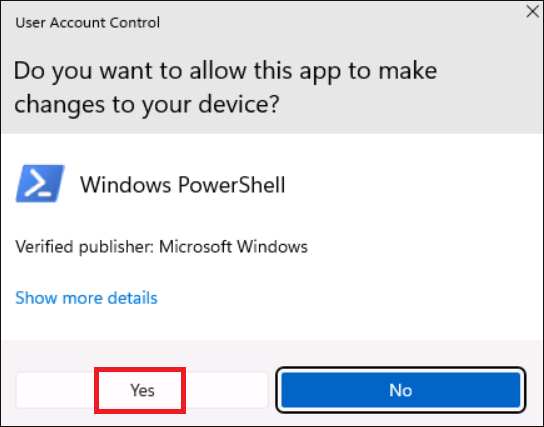 User Account Control
Do you want to allow this app to make
changes to your device?
Windows PowerShell
Verified publisher: Microsoft Windows
Show more details
Yes
No